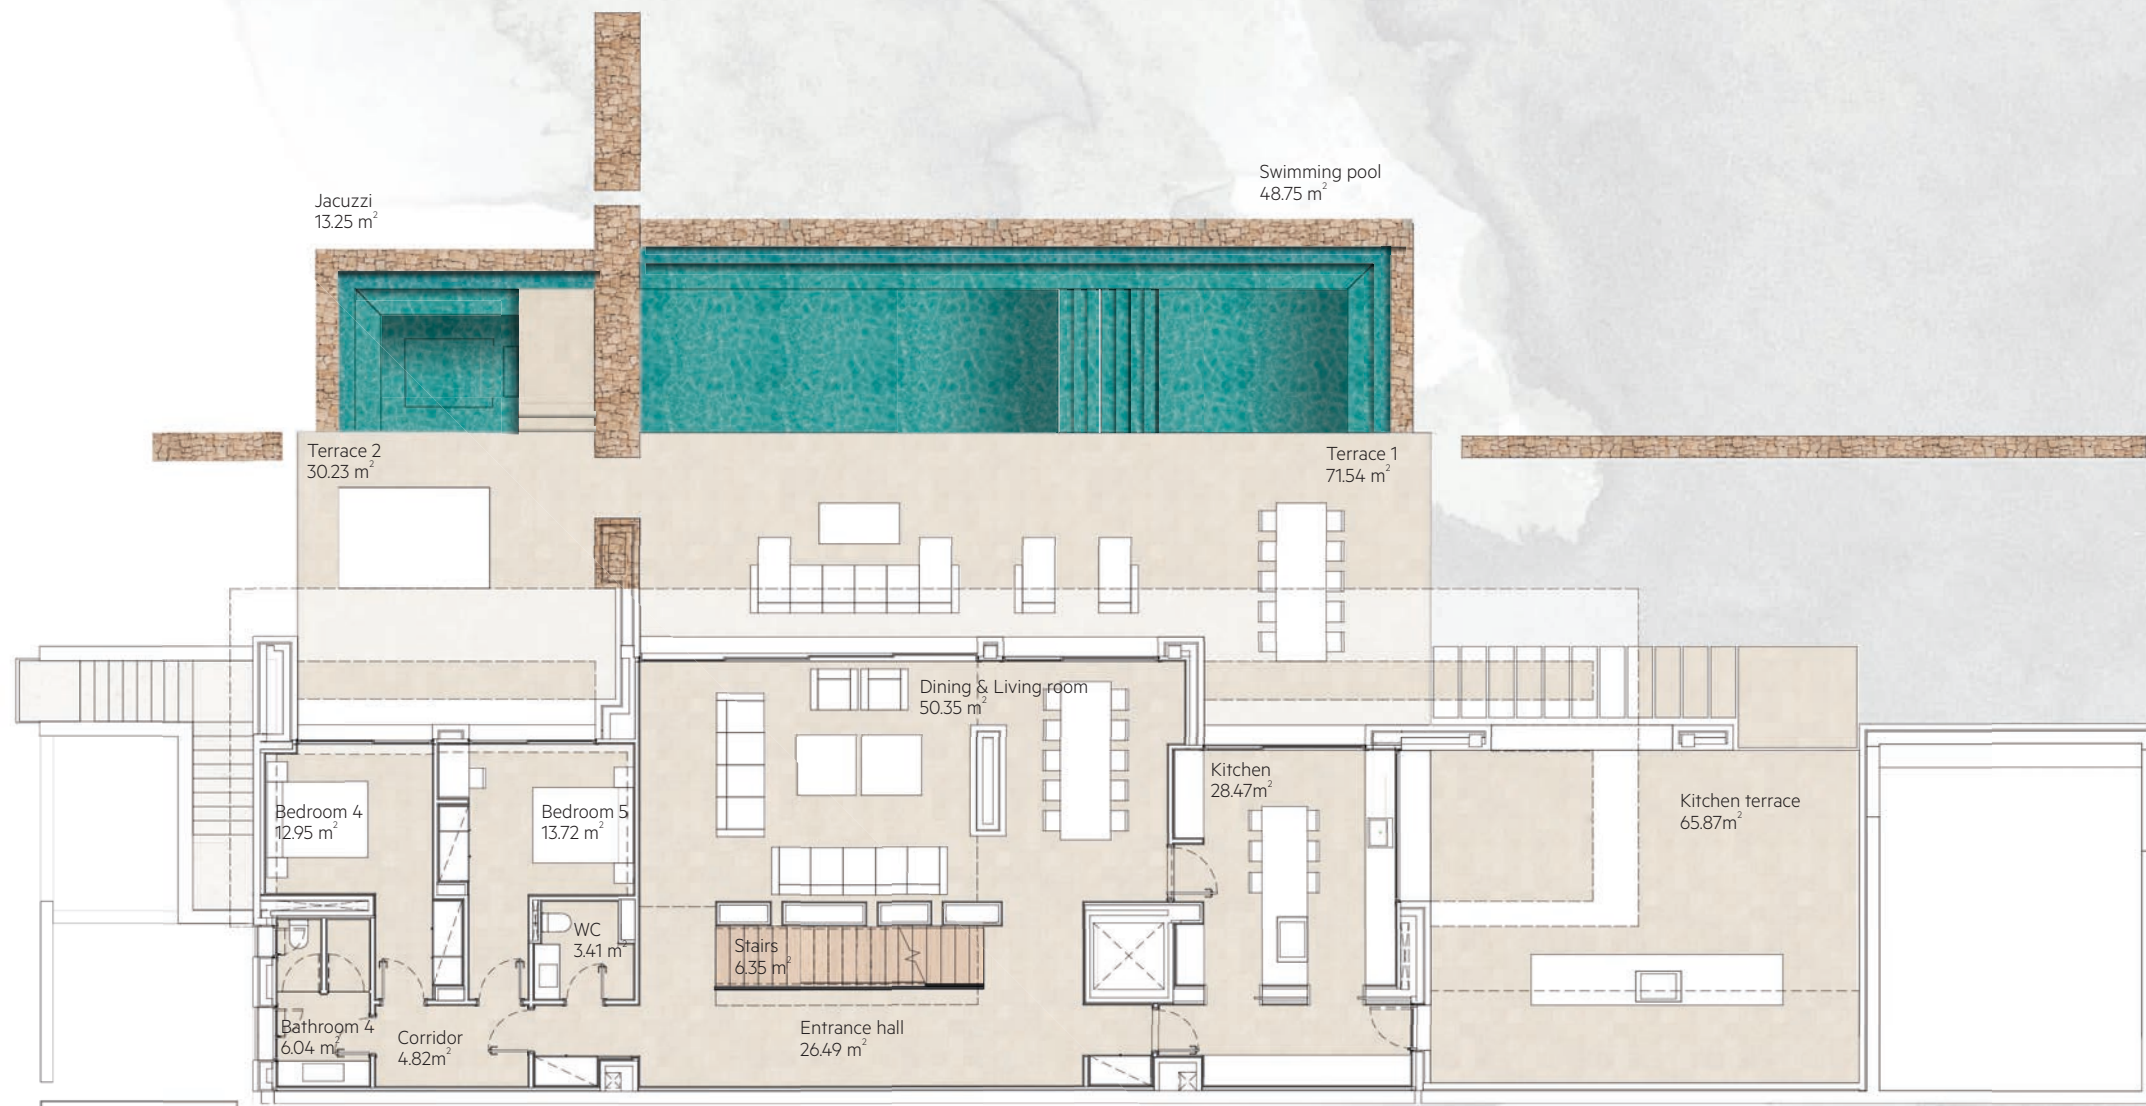 Swimming pool
48.75 m²
Jacuzzi
13.25 m²
Terrace 2
30.23 m²
Terrace 1
71.54 m²
Dining & Living room
50.35 m²
Kitchen
28.47m²
Kitchen terrace
65.87m²
Bedroom 4
12.95 m²
Bedroom 5
13.72 m²
WC
3.41 m²
Stairs
6.35 m²
Bathroom 4
6.04 m²
Corridor
4.82m²
Entrance hall
26.49 m²